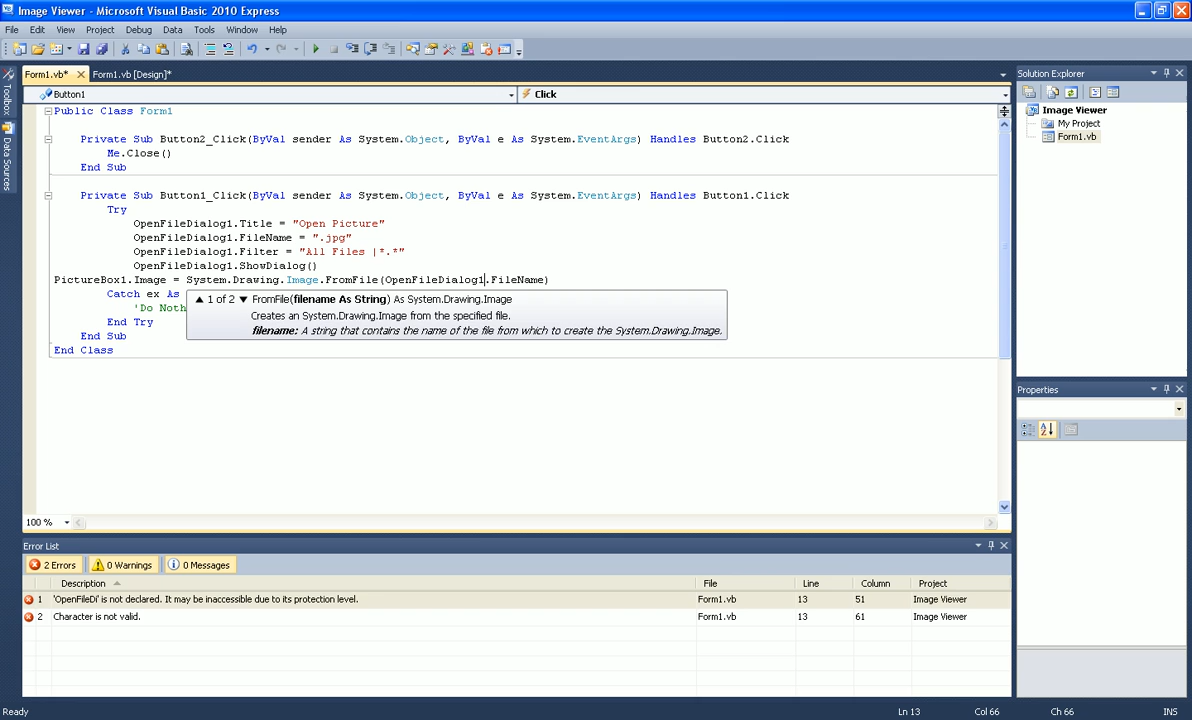 Image Viewer - Microsoft Visual Basic 2010 Express
File Edit View Project Debug Data Tools Window Help
Form1.vb* Form1.vb [Design]*
Toolbox
Data Sources
Button1 Click
Public Class Form1
Private Sub Button2_Click(ByVal sender As System.Object, ByVal e As System.EventArgs) Handles Button2.Click
Me.Close()
End Sub
Private Sub Button1_Click(ByVal sender As System.Object, ByVal e As System.EventArgs) Handles Button1.Click
Try
OpenFileDialog1.Title = "Open Picture"
OpenFileDialog1.FileName = ".jpg"
OpenFileDialog1.Filter = "All Files |*.*"
OpenFileDialog1.ShowDialog()
PictureBox1.Image = System.Drawing.Image.FromFile(OpenFileDialog1.FileName)
Catch ex As
'Do Noth
End Try
End Sub
End Class
1 of 2 FromFile(filename As String) As System.Drawing.Image
Creates an System.Drawing.Image from the specified file.
filename: A string that contains the name of the file from which to create the System.Drawing.Image.
100 %
Solution Explorer
Image Viewer
My Project
Form1.vb
Properties
Error List
2 Errors 0 Warnings 0 Messages
Description File Line Column Project
1 'OpenFileDi' is not declared. It may be inaccessible due to its protection level. Form1.vb 13 51 Image Viewer
2 Character is not valid. Form1.vb 13 61 Image Viewer
Ready Ln 13 Col 66 Ch 66 INS